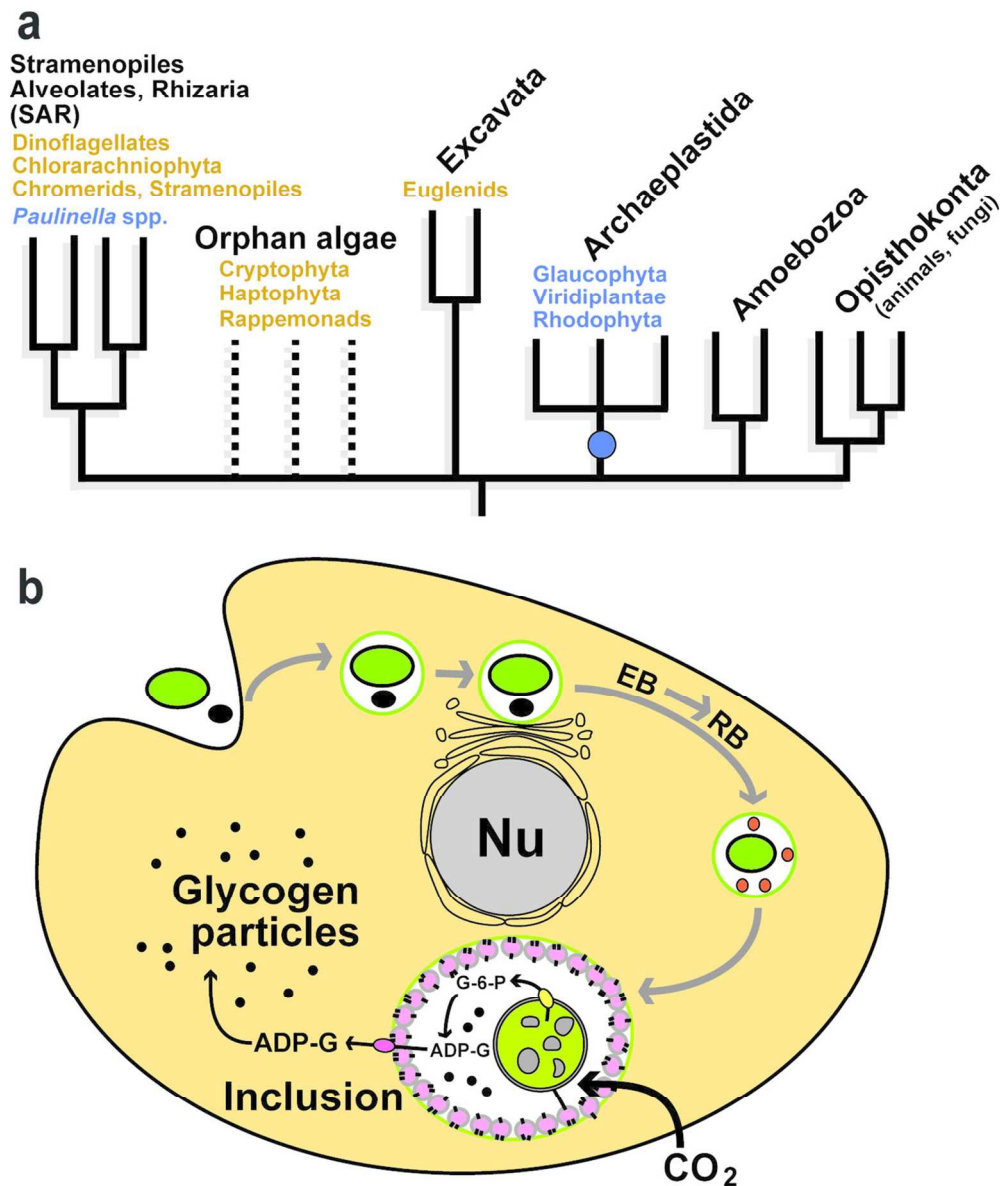 a
Stramenopiles
Alveolates, Rhizaria
(SAR)
Dinoflagellates
Chlorarachniophyta
Chromerids, Stramenopiles
Paulinella spp.
Orphan algae
Cryptophyta
Haptophyta
Rappemonads
Excavata
Euglenids
Archaeplastida
Glaucophyta
Viridiplantae
Rhodophyta
Amoebozoa
Opisthokonta
(animals, fungi)
b
EB
RB
Nu
Glycogen
particles
G-6-P
ADP-G
ADP-G
Inclusion
CO2